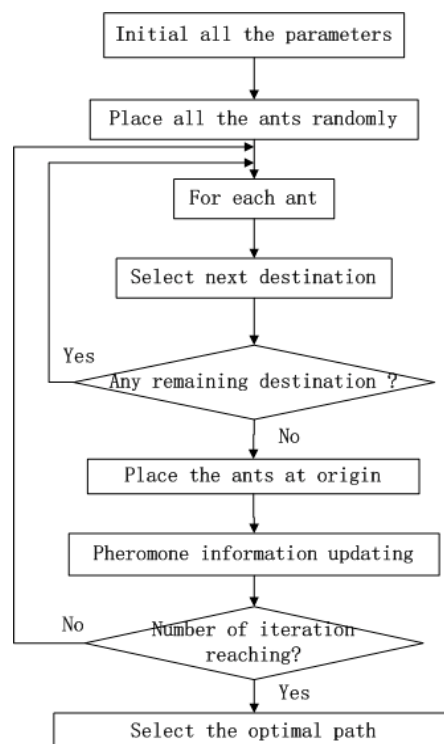 Initial all the parameters
Place all the ants randomly
For each ant
Select next destination
Yes
Any remaining destination ?
No
Place the ants at origin
Pheromone information updating
No
Number of iteration
reaching?
Yes
Select the optimal path